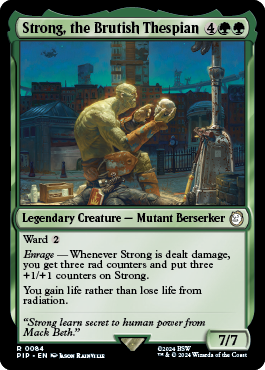 Strong, the Brutish Thespian 4
Legendary Creature — Mutant Berserker
Ward 2
Enrage — Whenever Strong is dealt damage,
you get three rad counters and put three
+1/+1 counters on Strong.
You gain life rather than lose life from
radiation.
"Strong learn secret to human power from
Mack Beth."
7/7
R 0084
PIP • EN Jason Rainville
©2024 BSW
™ & © 2024 Wizards of the Coast